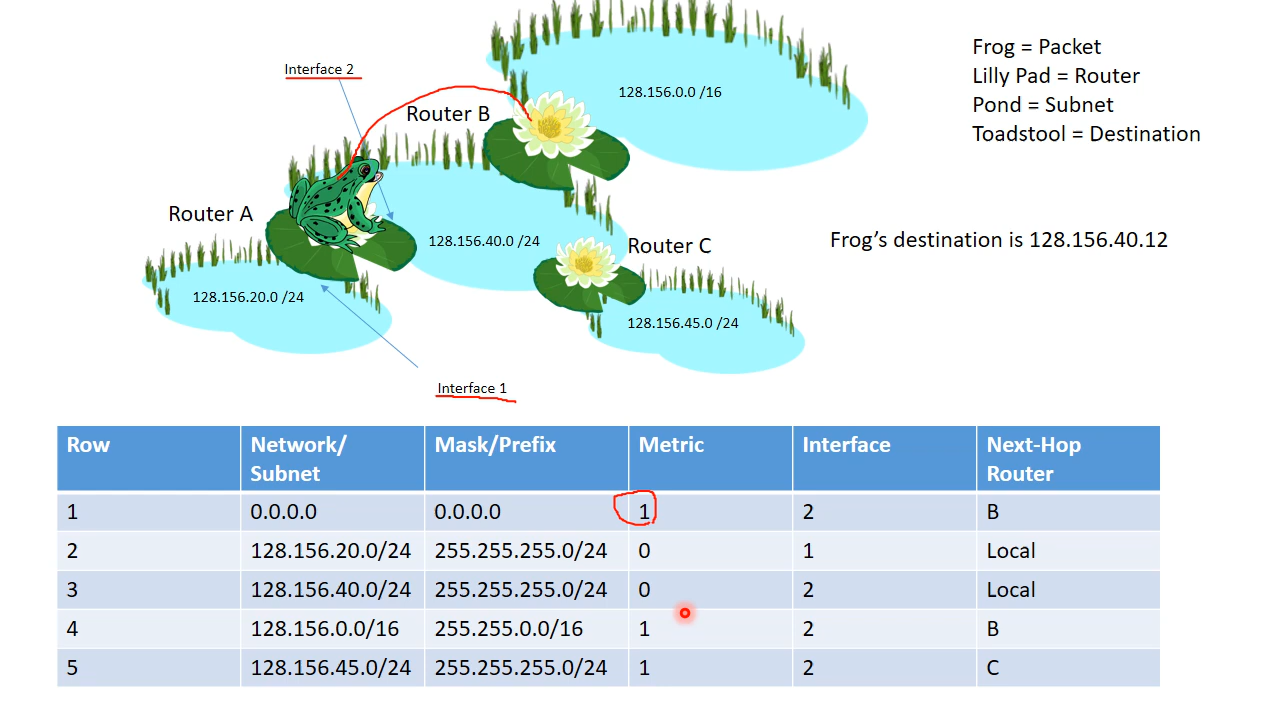 Interface 2
Router B
128.156.0.0 /16
Frog = Packet
Lilly Pad = Router
Pond = Subnet
Toadstool = Destination
Router A
128.156.40.0 /24
Router C
Frog’s destination is 128.156.40.12
128.156.20.0 /24
128.156.45.0 /24
Interface 1
Row Network/ Subnet Mask/Prefix Metric Interface Next-Hop Router
1 0.0.0.0 0.0.0.0 1 2 B
2 128.156.20.0/24 255.255.255.0/24 0 1 Local
3 128.156.40.0/24 255.255.255.0/24 0 2 Local
4 128.156.0.0/16 255.255.0.0/16 1 2 B
5 128.156.45.0/24 255.255.255.0/24 1 2 C